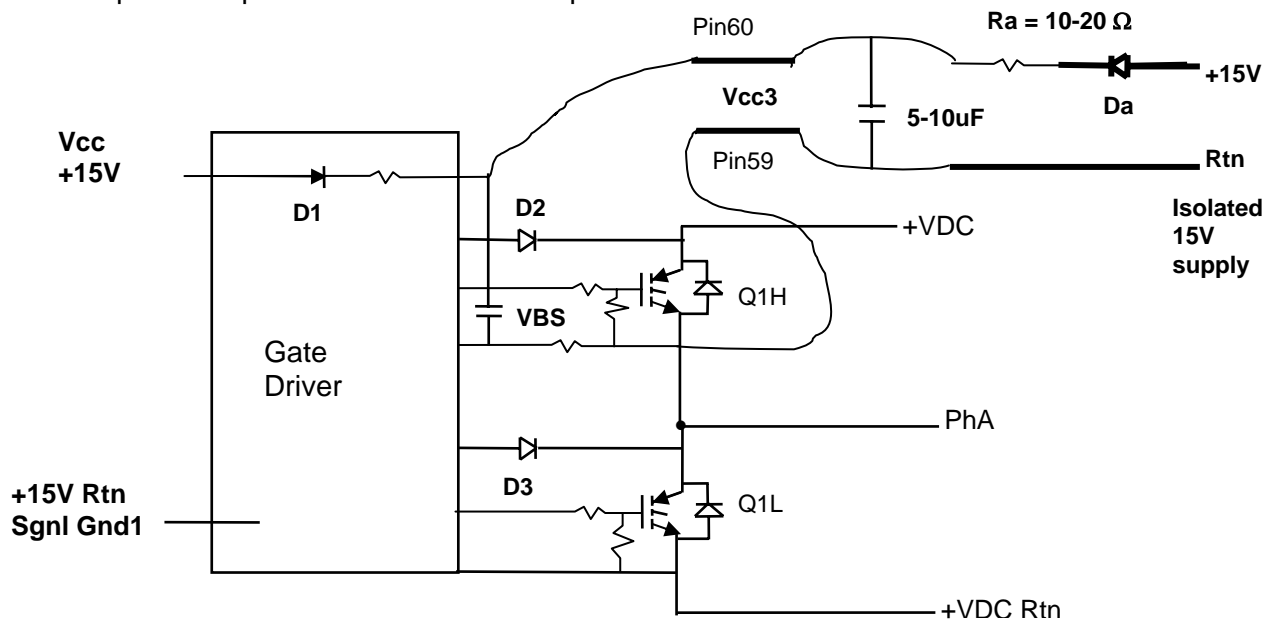 Pin60
Ra = 10-20 Ω
+15V
Vcc3
Da
5-10uF
Vcc
+15V
Pin59
Rtn
D1
D2
Isolated
15V
supply
+VDC
Q1H
VBS
Gate
Driver
PhA
D3
+15V Rtn
Sgnl Gnd1
Q1L
+VDC Rtn